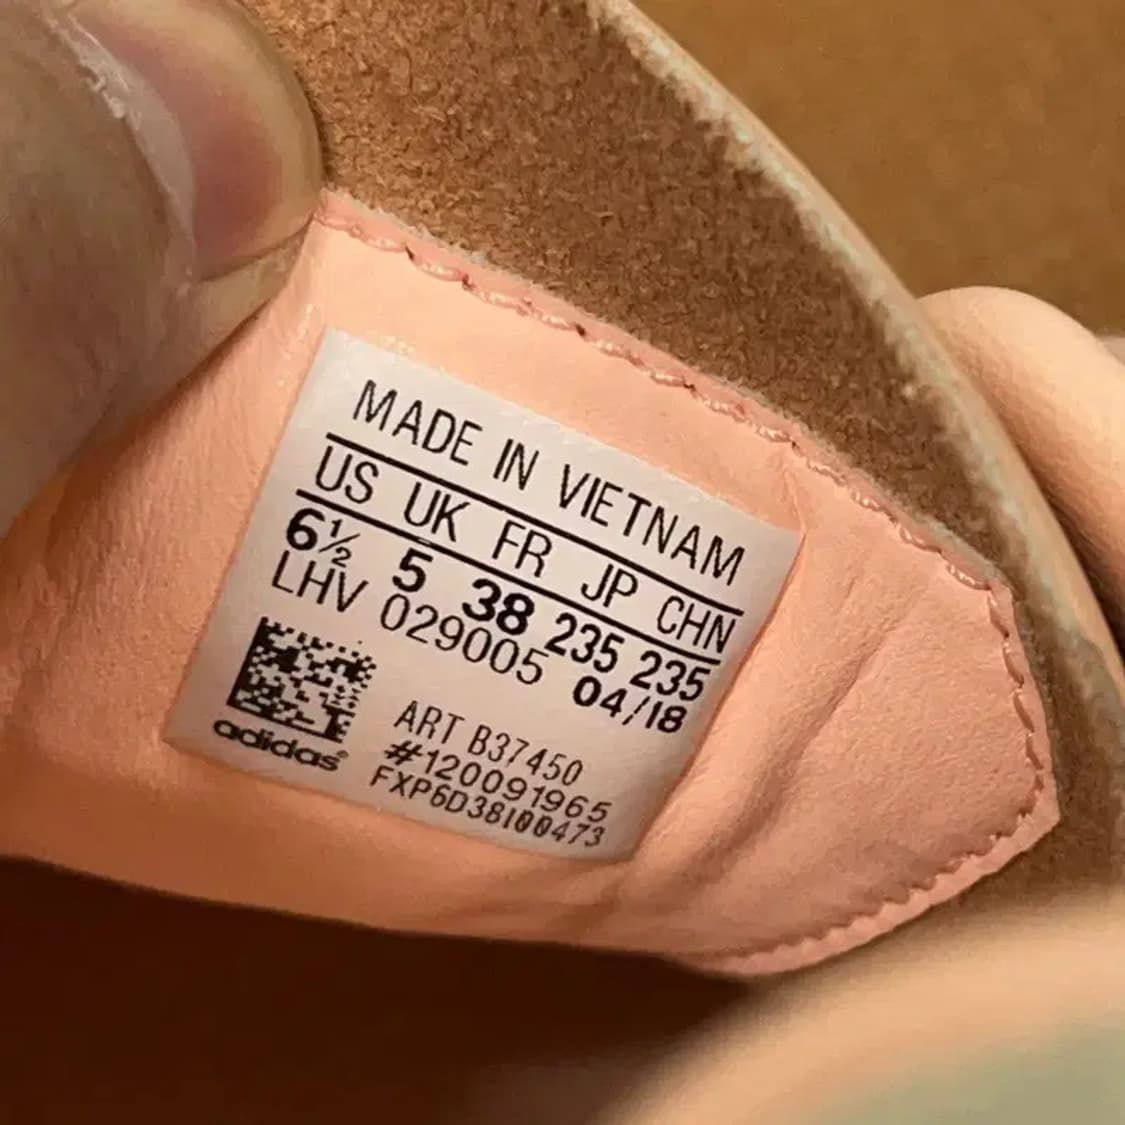 MADE IN VIETNAM
US UK FR JP CHN
6½ 5 38 235 235
LHV 029005 04/18
ART B37450
#120091965
FXP6D38100473
adidas®